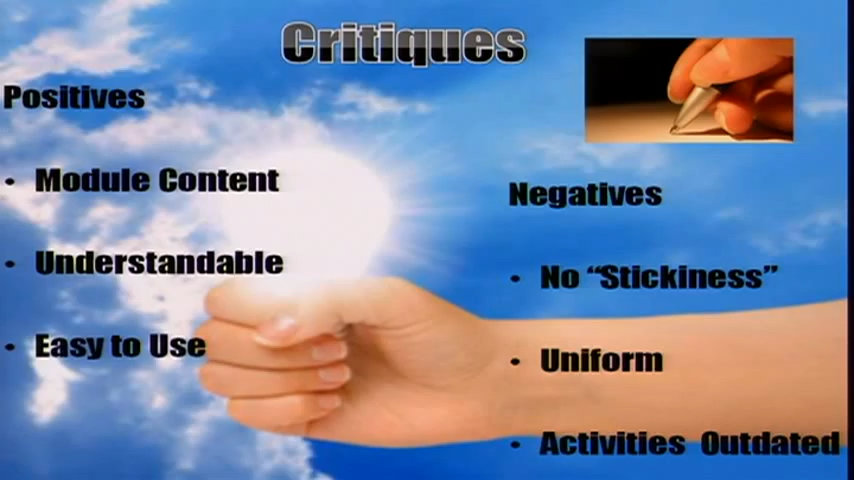 Critiques
Positives
• Module Content
• Understandable
• Easy to Use
Negatives
• No “Stickiness”
• Uniform
• Activities Outdated